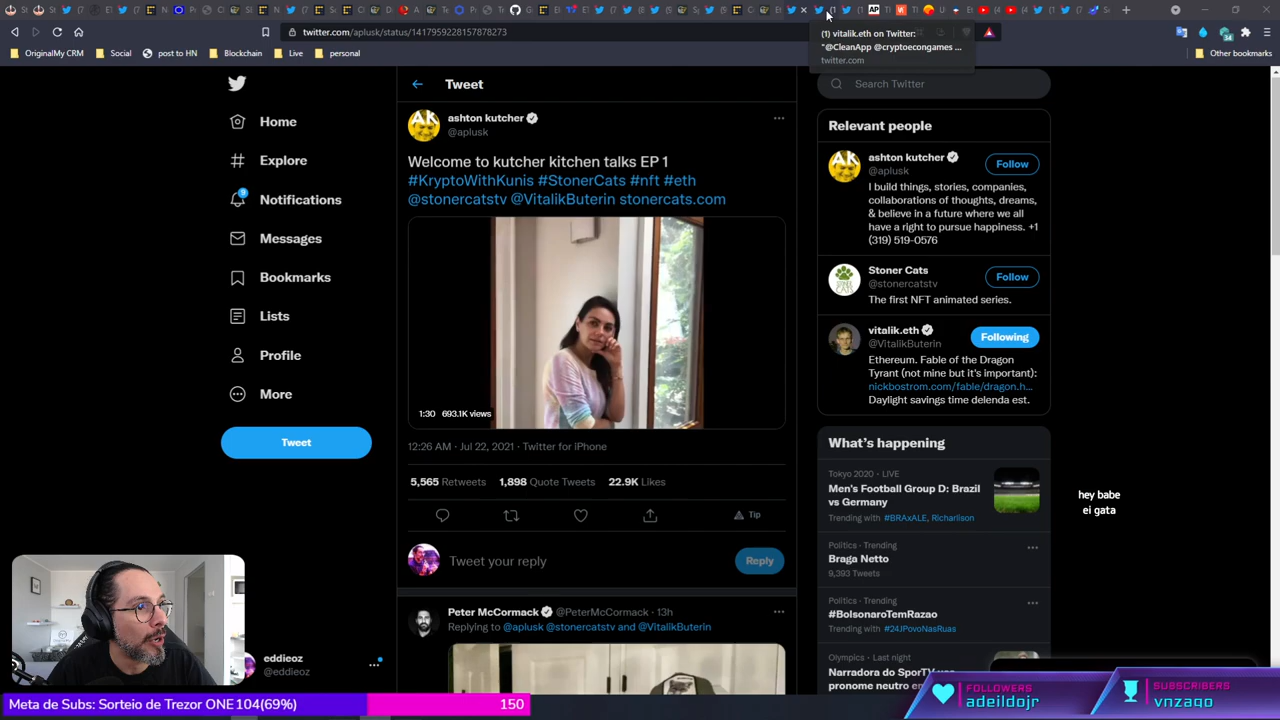 twitter.com/aplusk/status/1417959228157878273
OriginalMy CRM
Social
post to HN
Blockchain
Live
personal
Other bookmarks
(1) vitalik.eth on Twitter:
"@CleanApp @cryptoecongames ...
twitter.com
Home
Explore
9
Notifications
Messages
Bookmarks
Lists
Profile
More
Tweet
eddieoz
@eddieoz
Tweet
AK
ashton kutcher
@aplusk
Welcome to kutcher kitchen talks EP 1
#KryptoWithKunis #StonerCats #nft #eth
@stonercatstv @VitalikButerin stonercats.com
1:30 693.1K views
12:26 AM · Jul 22, 2021 · Twitter for iPhone
5,565 Retweets 1,898 Quote Tweets 22.9K Likes
Tip
Tweet your reply
Reply
Peter McCormack @PeterMcCormack · 13h
Replying to @aplusk @stonercatstv and @VitalikButerin
Search Twitter
Relevant people
AK
ashton kutcher
@aplusk
Follow
I build things, stories, companies,
collaborations of thoughts, dreams,
& believe in a future where we all
have a right to pursue happiness. +1
(319) 519-0576
Stoner Cats
@stonercatstv
Follow
The first NFT animated series.
vitalik.eth
@VitalikButerin
Following
Ethereum. Fable of the Dragon
Tyrant (not mine but it's important):
nickbostrom.com/fable/dragon.h...
Daylight savings time delenda est.
What's happening
Tokyo 2020 · LIVE
Men's Football Group D: Brazil
vs Germany
Trending with #BRAxALE, Richarlison
Politics · Trending
Braga Netto
9,393 Tweets
Politics · Trending
#BolsonaroTemRazao
Trending with #24JPovoNasRuas
Olympics · Last night
Narradora do SporTV usa
pronome neutro em
hey babe
ei gata
Meta de Subs: Sorteio de Trezor ONE 104(69%)
150
FOLLOWERS
adeildojr
SUBSCRIBERS
vnzago